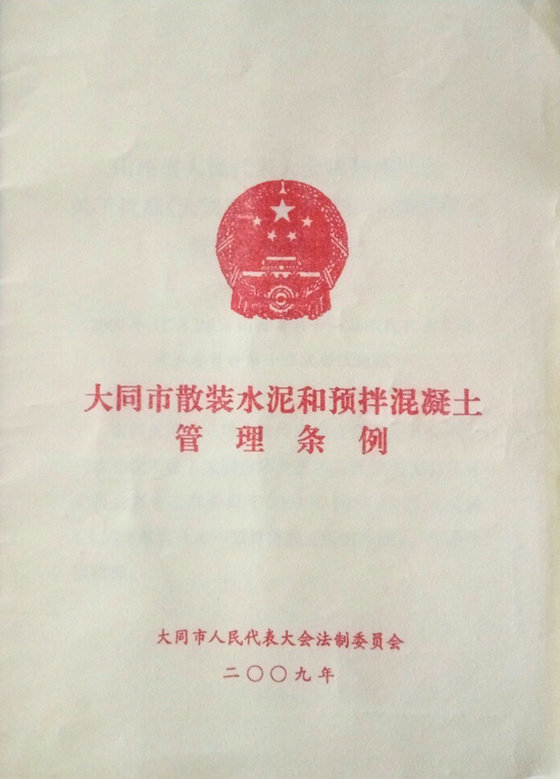 大同市散装水泥和预拌混凝土
管理条例
大同市人民代表大会法制委员会
二〇〇九年